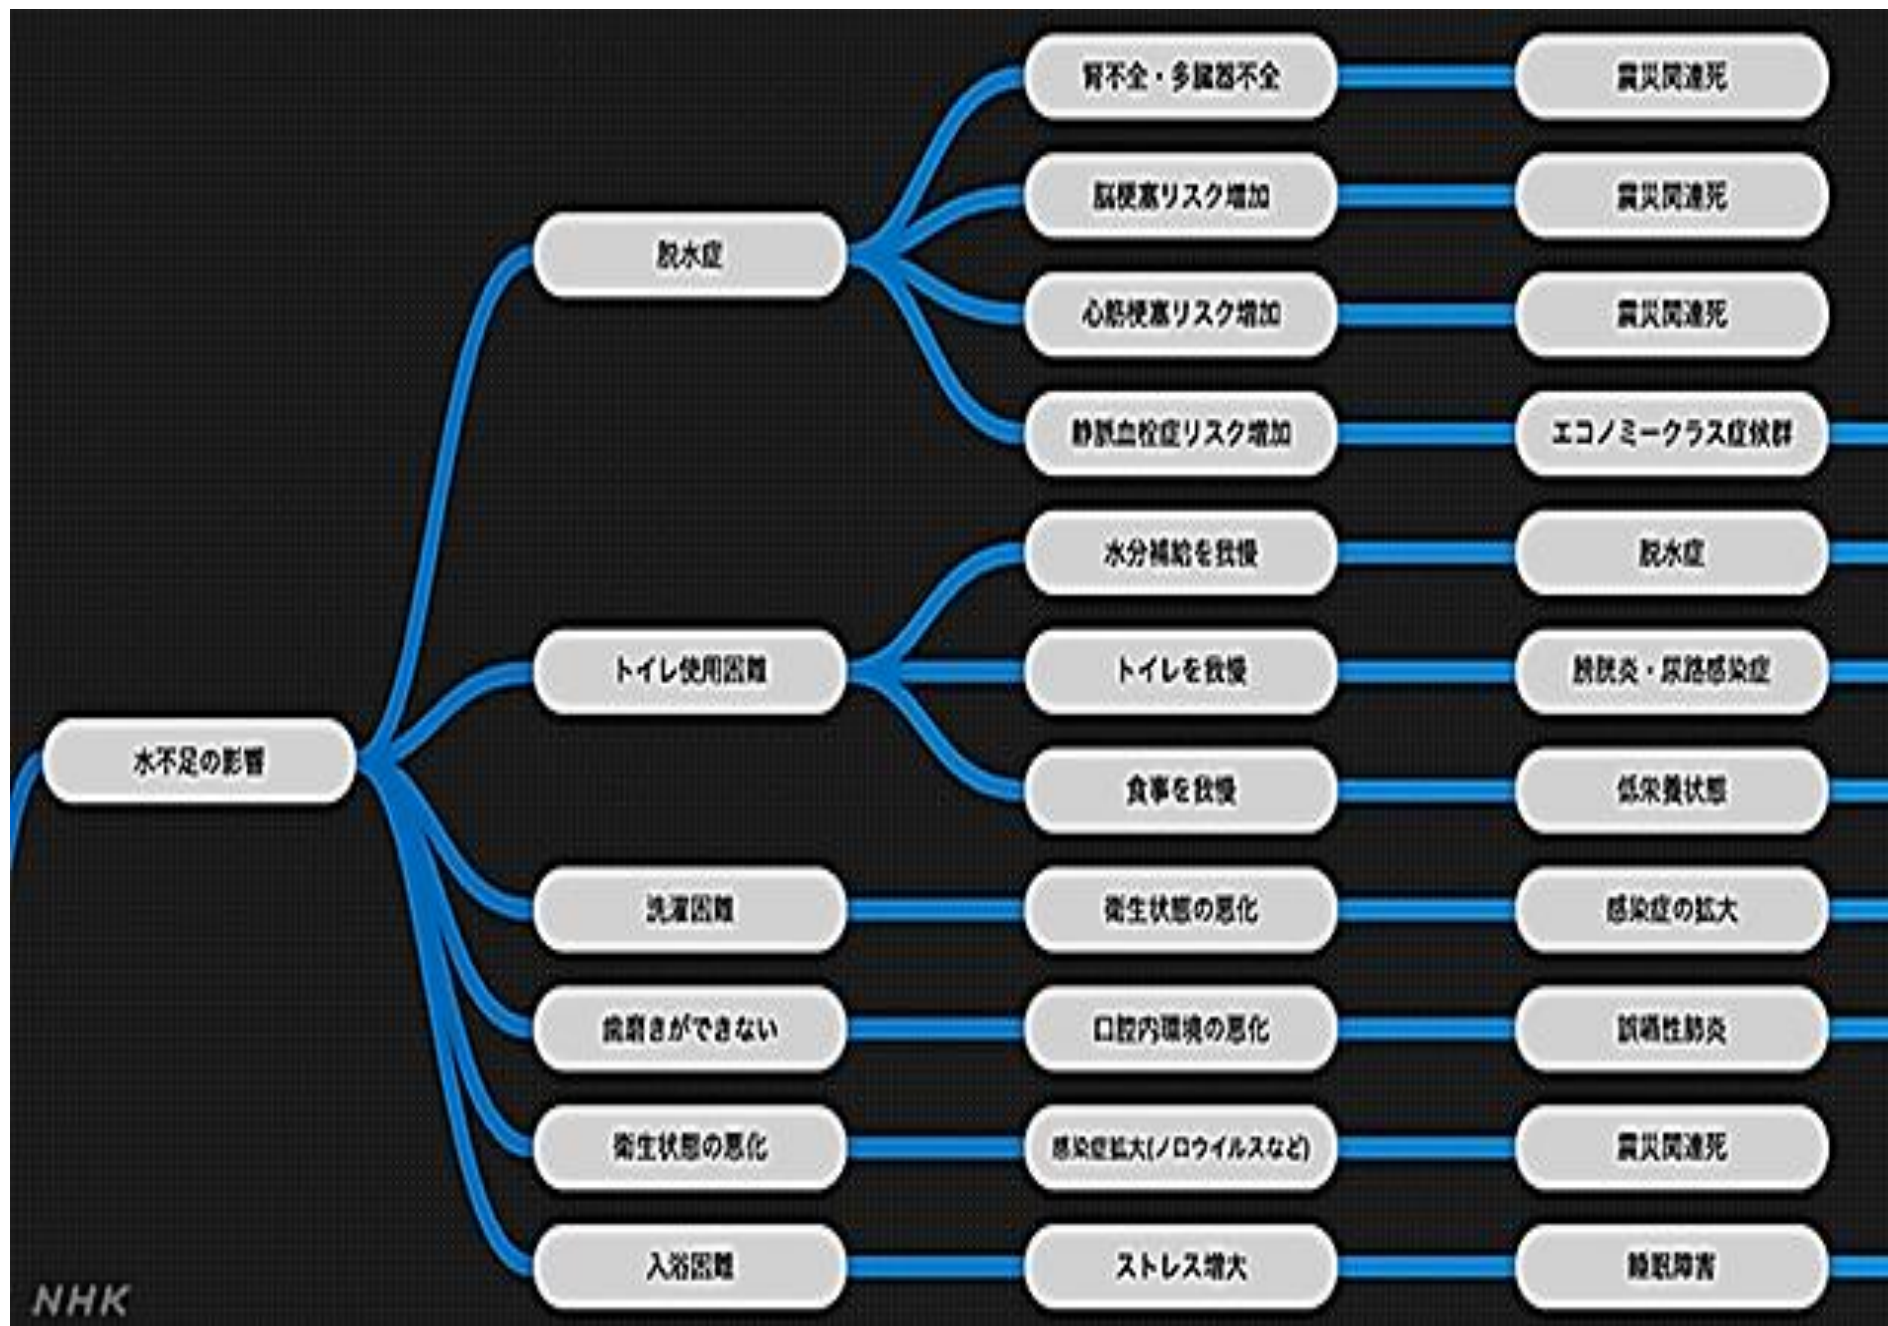 腎不全・多臓器不全
震災関連死
脳梗塞リスク増加
震災関連死
脱水症
心筋梗塞リスク増加
震災関連死
静脈血栓症リスク増加
エコノミークラス症候群
水分補給を我慢
脱水症
トイレ使用困難
トイレを我慢
膀胱炎・尿路感染症
水不足の影響
食事を我慢
低栄養状態
洗濯困難
衛生状態の悪化
感染症の拡大
歯磨きができない
口腔内環境の悪化
誤嚥性肺炎
衛生状態の悪化
感染症拡大(ノロウイルスなど)
震災関連死
入浴困難
ストレス増大
睡眠障害
NHK